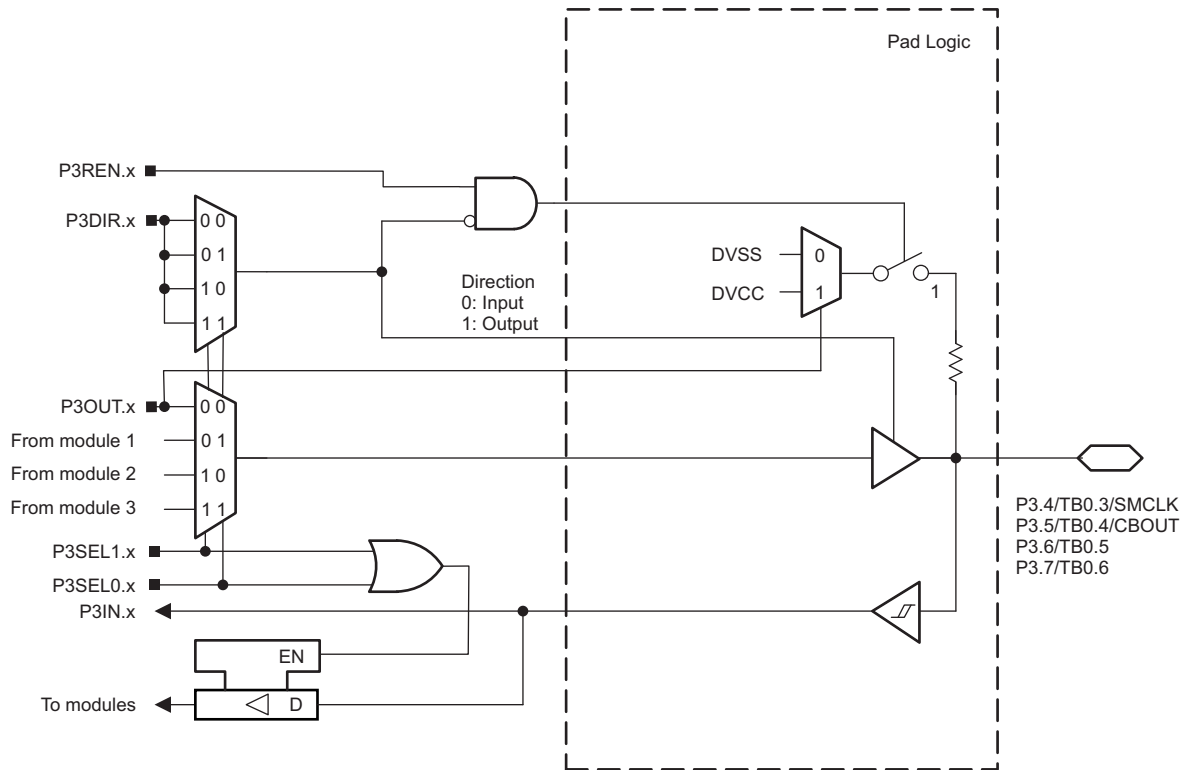 Pad Logic
P3REN.x
P3DIR.x
0 0
0 1
1 0
1 1
Direction
0: Input
1: Output
DVSS
DVCC
0
1
1
P3OUT.x
From module 1
From module 2
From module 3
0 0
0 1
1 0
1 1
P3SEL1.x
P3SEL0.x
P3IN.x
EN
D
To modules
P3.4/TB0.3/SMCLK
P3.5/TB0.4/CBOUT
P3.6/TB0.5
P3.7/TB0.6